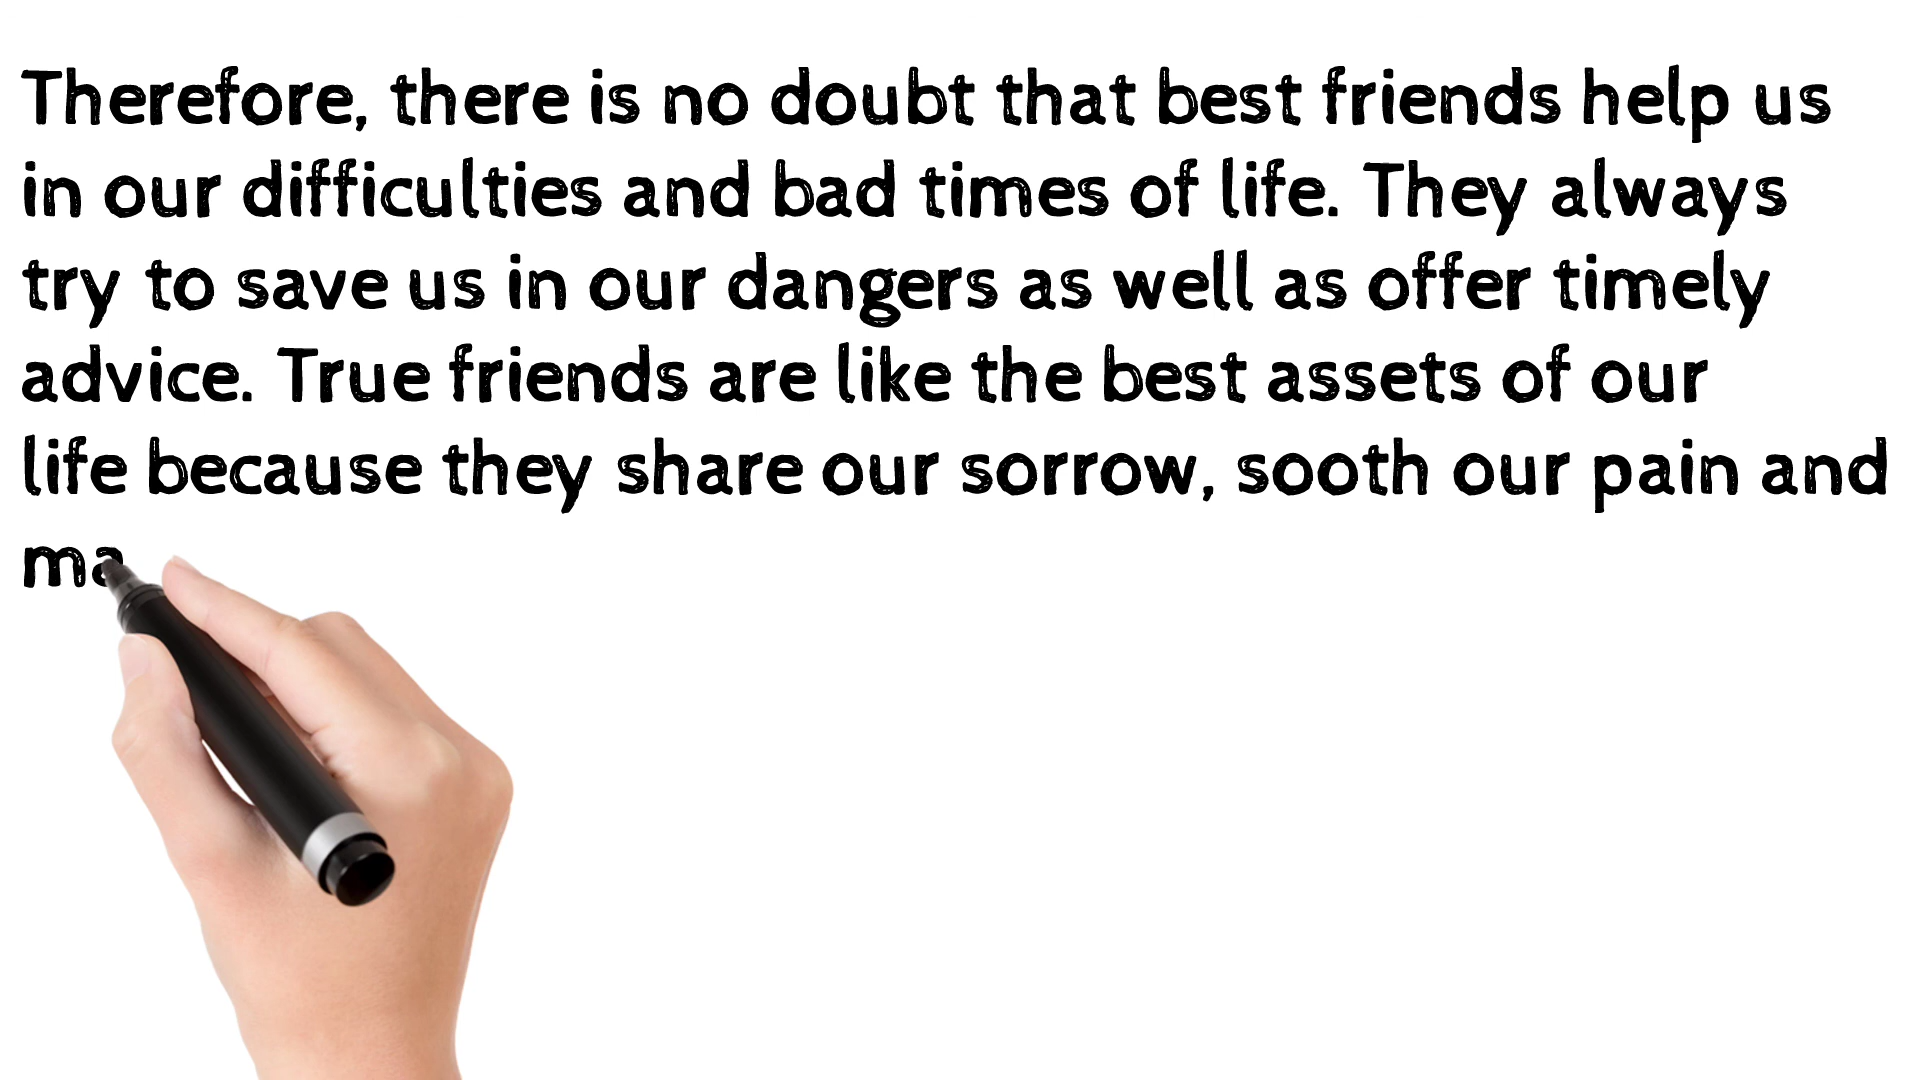 Therefore, there is no doubt that best friends help us
in our difficulties and bad times of life. They always
try to save us in our dangers as well as offer timely
advice. True friends are like the best assets of our
life because they share our sorrow, sooth our pain and
ma